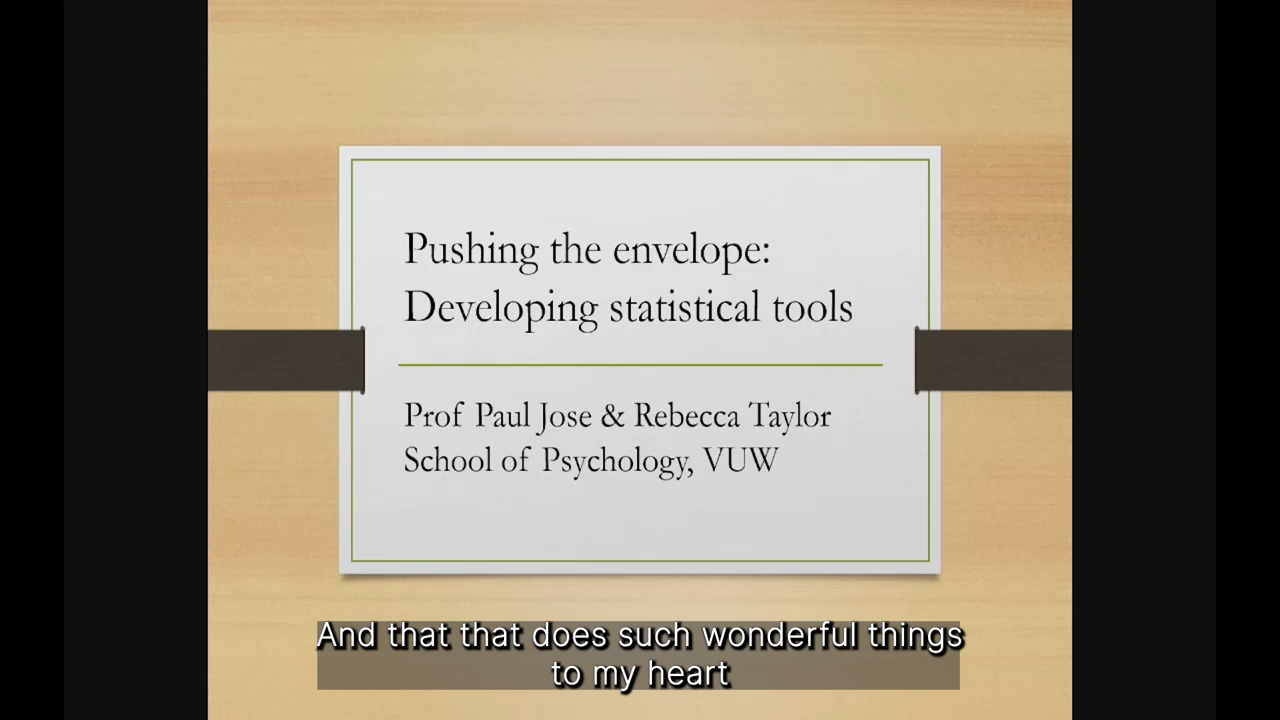 Pushing the envelope:
Developing statistical tools
Prof Paul Jose & Rebecca Taylor
School of Psychology, VUW
And that that does such wonderful things
to my heart